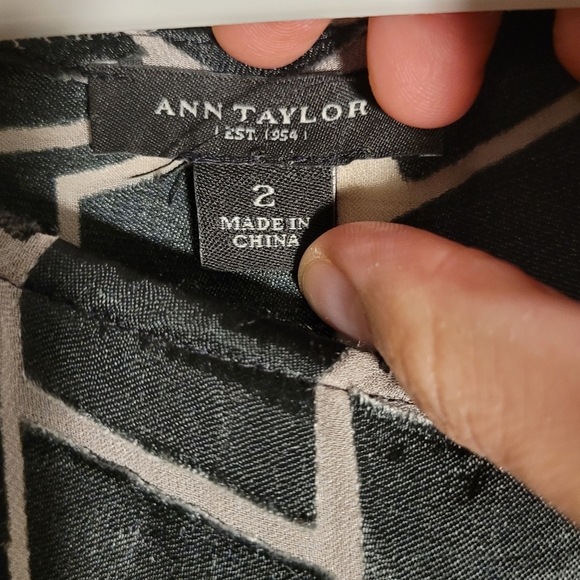 ANN TAYLOR
EST. 1954
2
MADE IN
CHINA